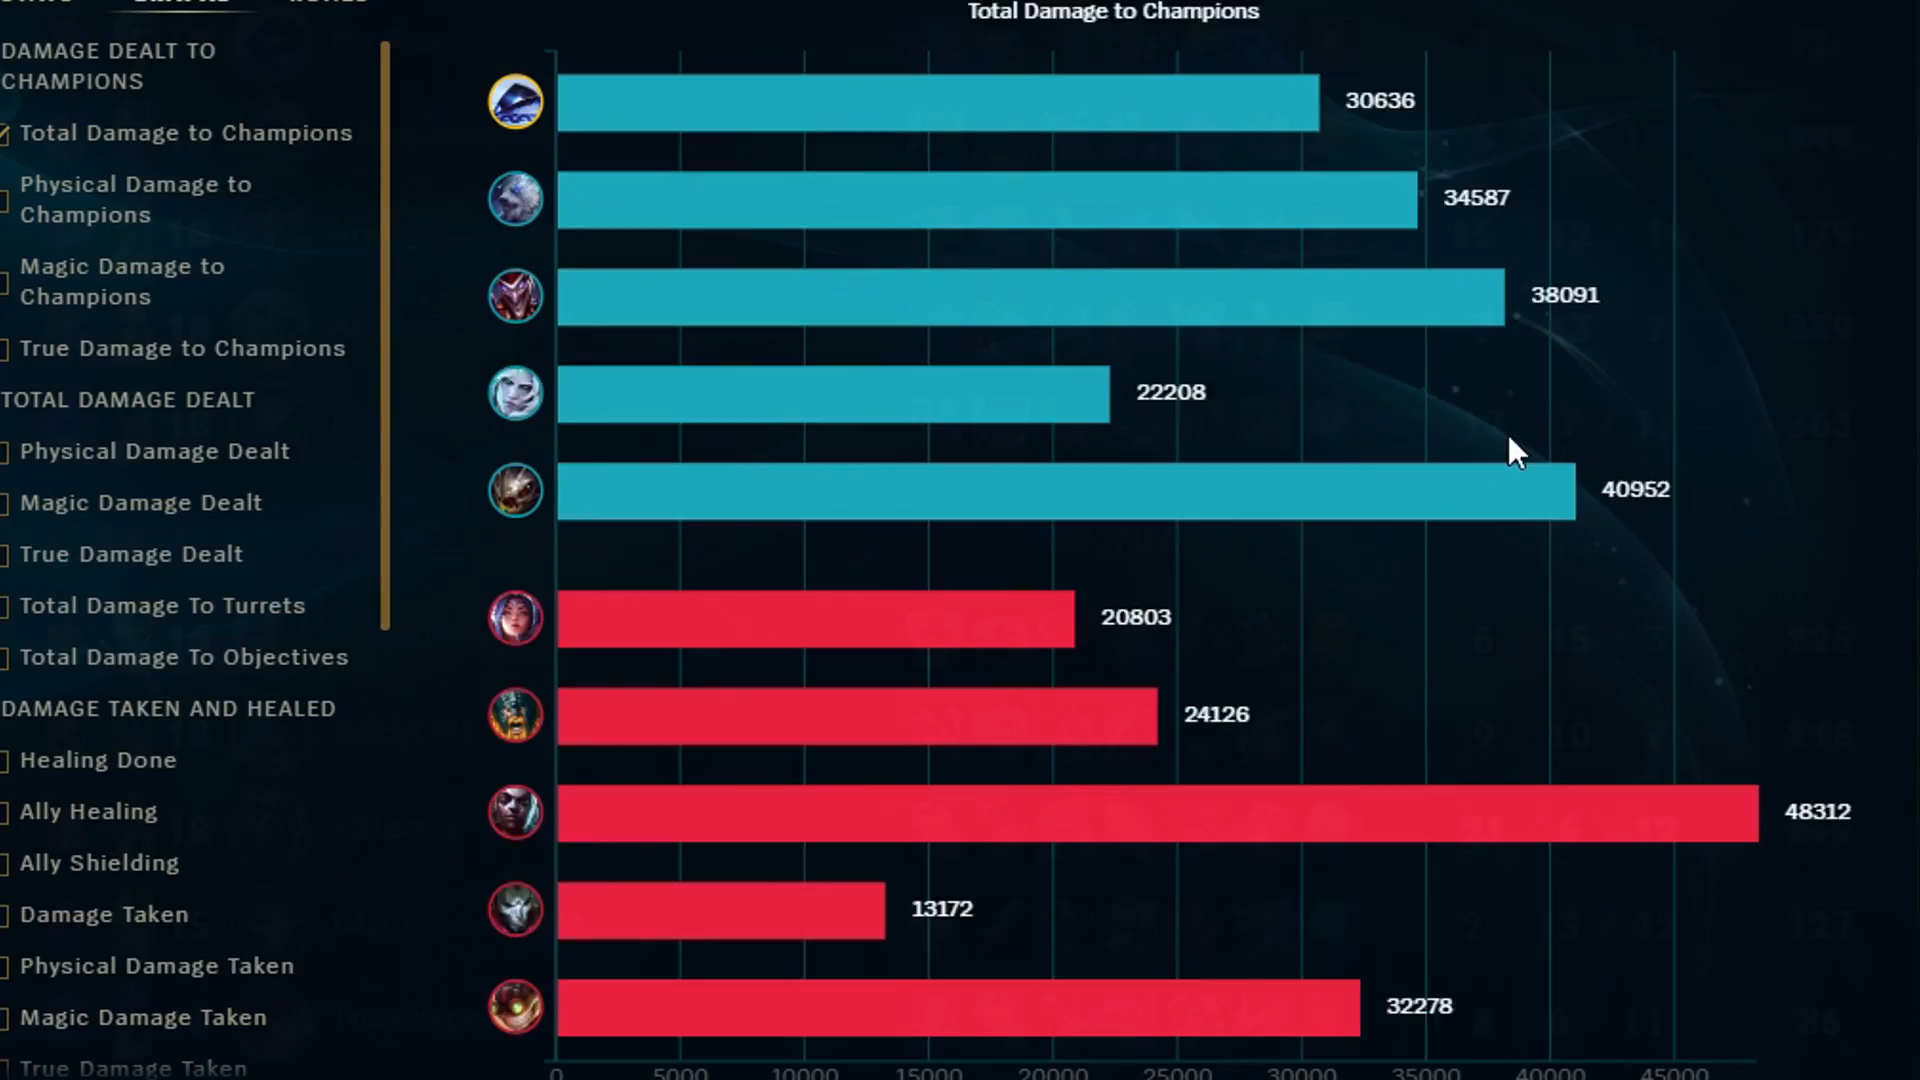 Total Damage to Champions
DAMAGE DEALT TO
CHAMPIONS
Total Damage to Champions
Physical Damage to
Champions
Magic Damage to
Champions
True Damage to Champions
TOTAL DAMAGE DEALT
Physical Damage Dealt
Magic Damage Dealt
True Damage Dealt
Total Damage To Turrets
Total Damage To Objectives
DAMAGE TAKEN AND HEALED
Healing Done
Ally Healing
Ally Shielding
Damage Taken
Physical Damage Taken
Magic Damage Taken
True Damage Taken
30636
34587
38091
22208
40952
20803
24126
48312
13172
32278
0 5000 10000 15000 20000 25000 30000 35000 40000 45000